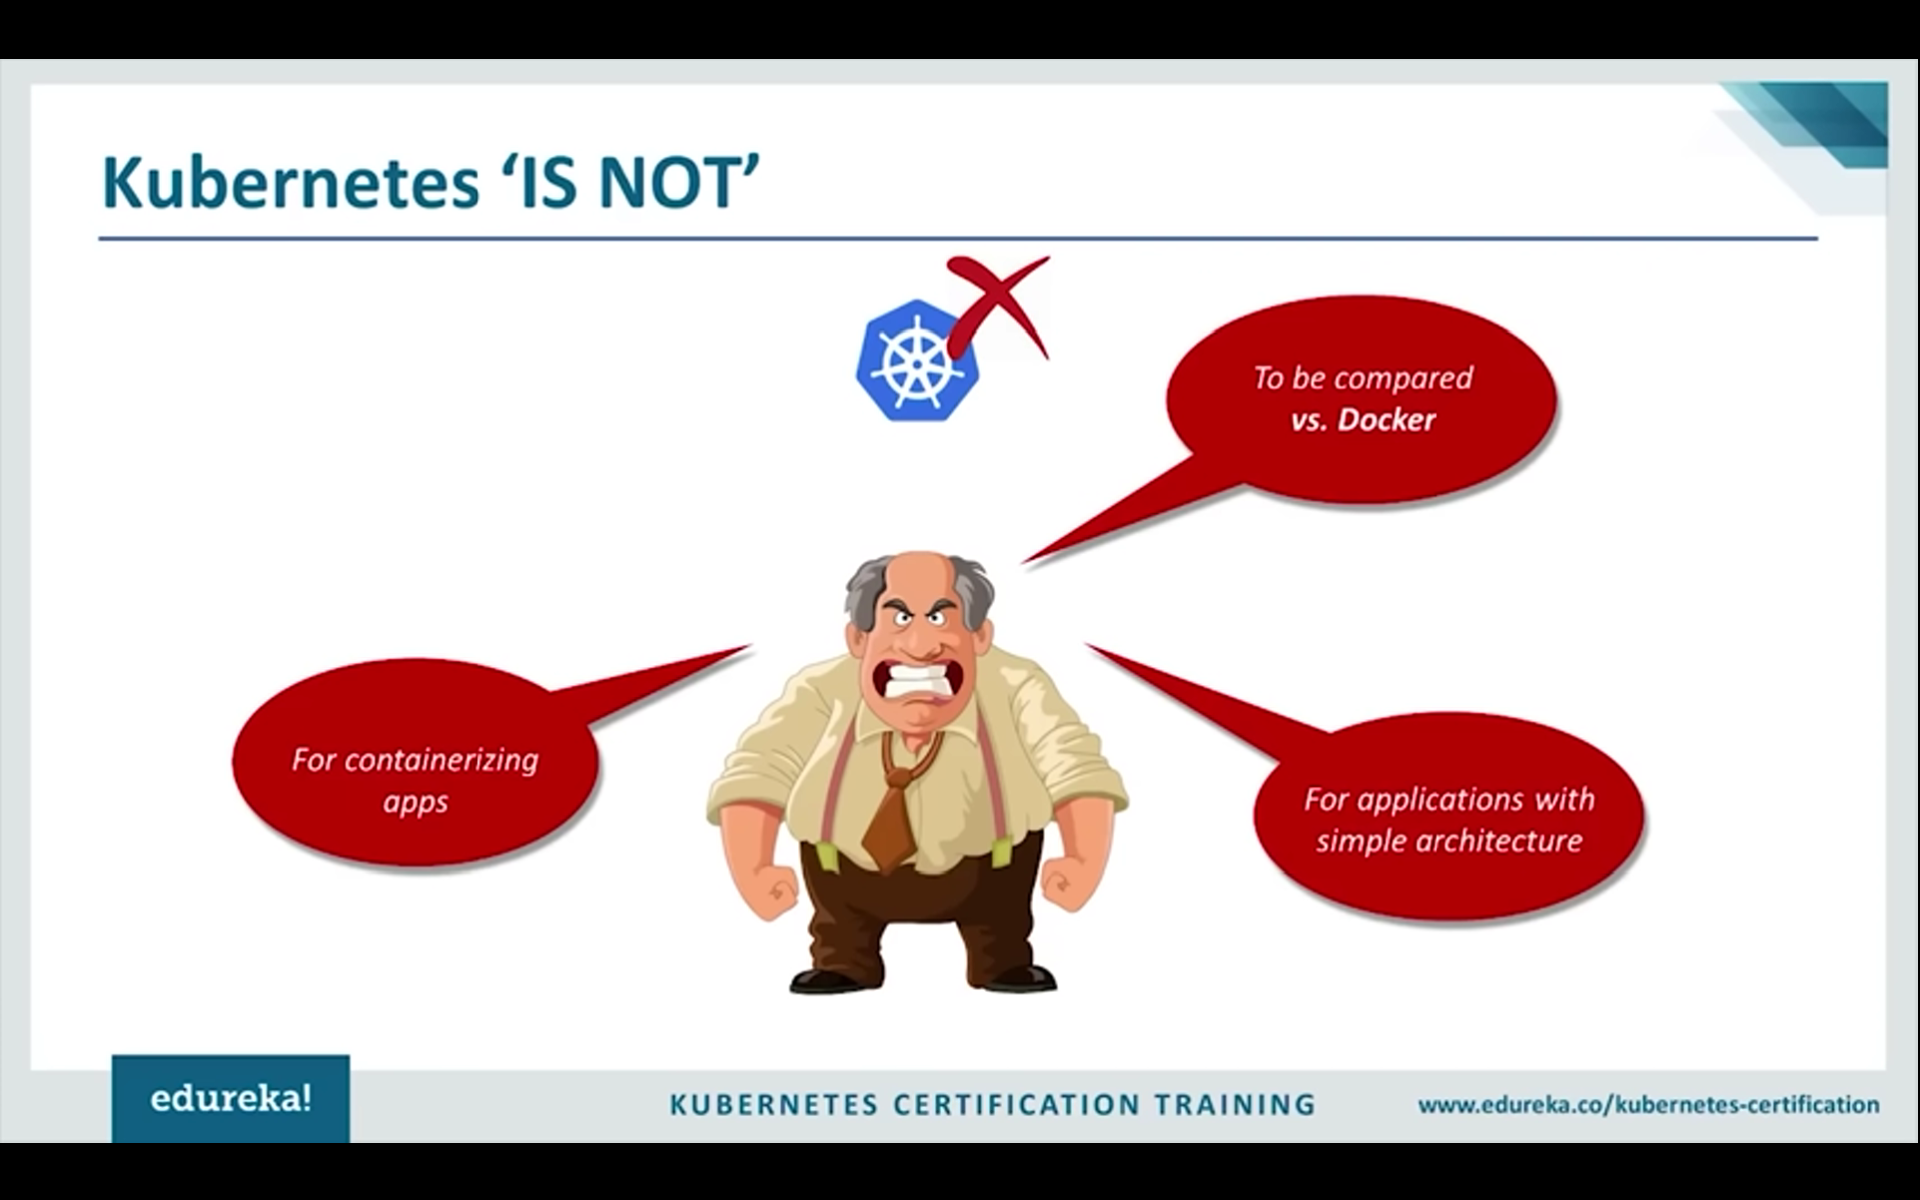 Kubernetes ‘IS NOT’
To be compared
vs. Docker
For containerizing
apps
For applications with
simple architecture
edureka!
KUBERNETES CERTIFICATION TRAINING
www.edureka.co/kubernetes-certification